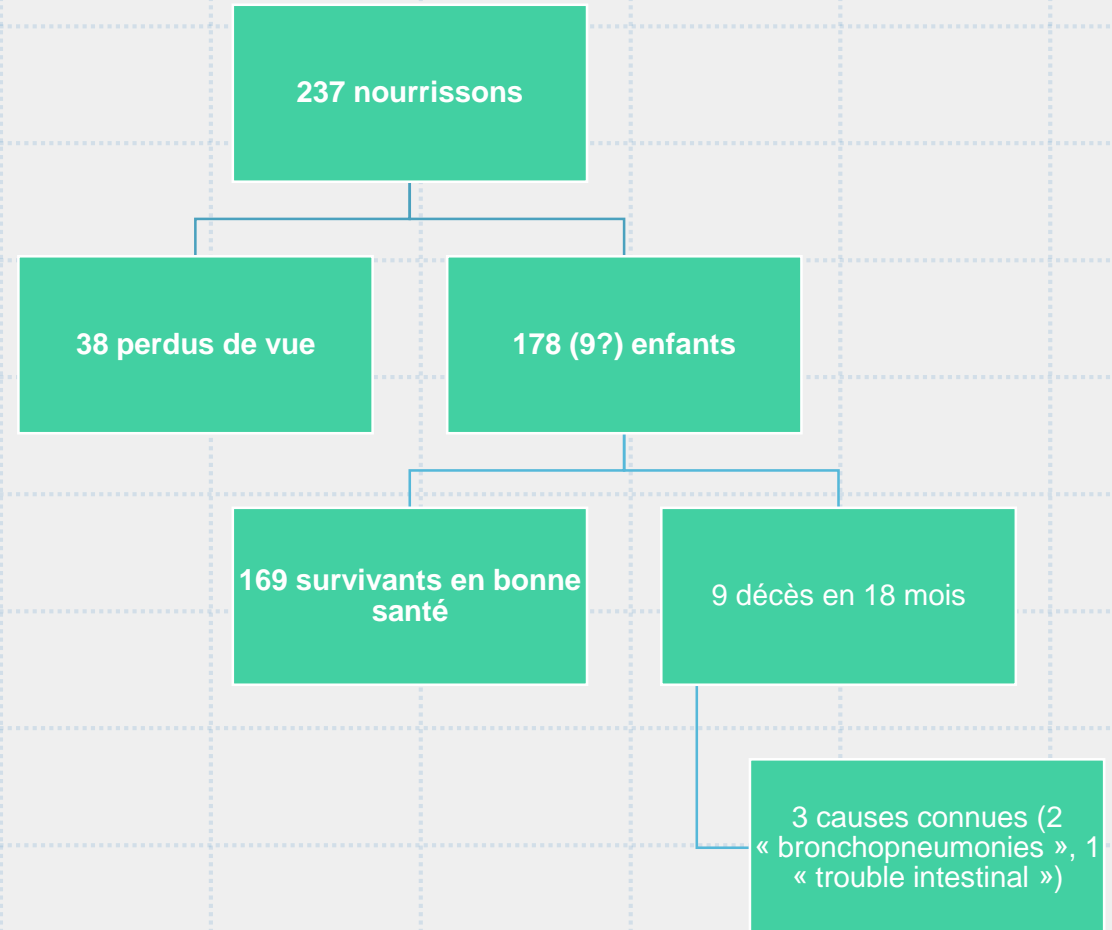 237 nourrissons
38 perdus de vue
178 (9?) enfants
169 survivants en bonne
santé
9 décès en 18 mois
3 causes connues (2
« bronchopneumonies », 1
« trouble intestinal »)